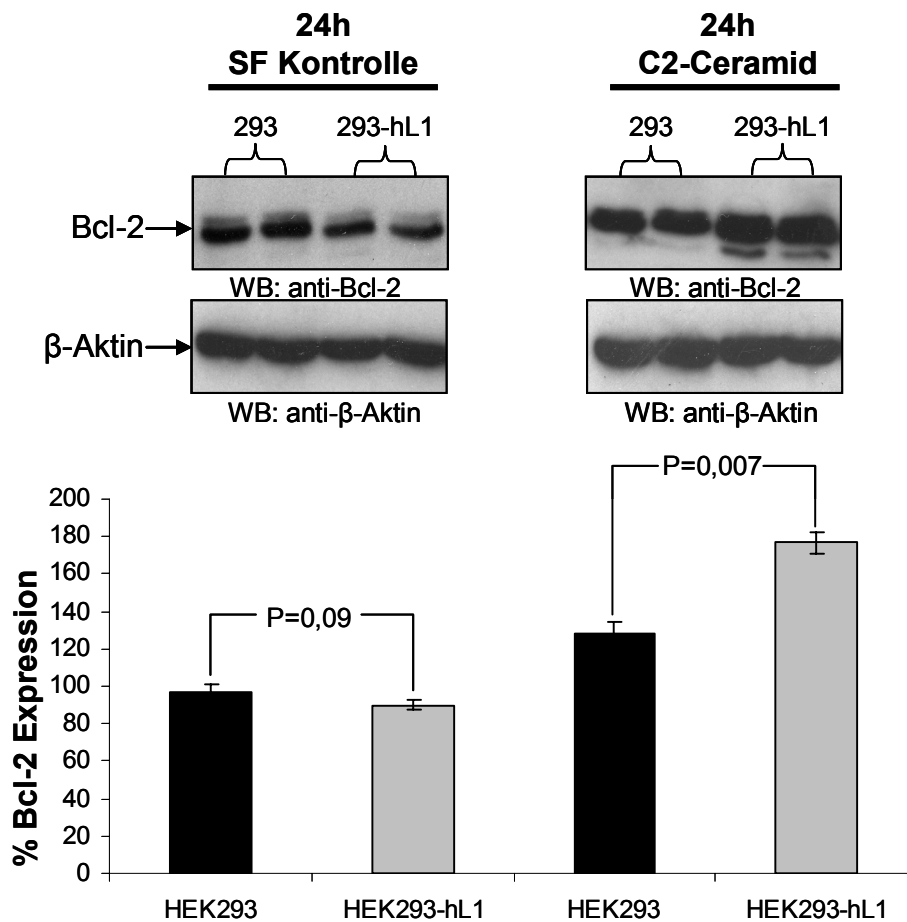 24h
SF Kontrolle
24h
C2-Ceramid
293
293-hL1
293
293-hL1
Bcl-2
WB: anti-Bcl-2
WB: anti-Bcl-2
β-Aktin
WB: anti-β-Aktin
WB: anti-β-Aktin
% Bcl-2 Expression
200
180
160
140
120
100
80
60
40
20
0
P=0,09
P=0,007
HEK293
HEK293-hL1
HEK293
HEK293-hL1